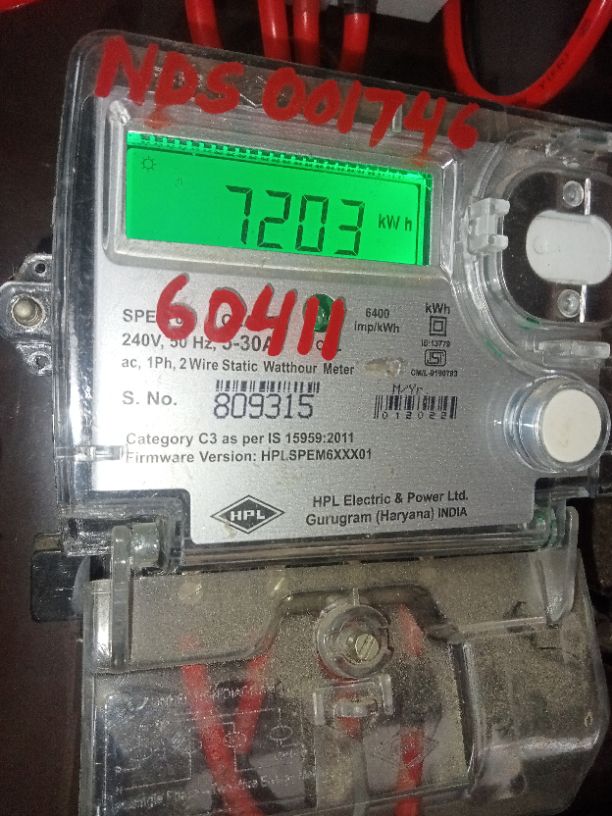 NDS 001746
7203 kWh
60411
6400
imp/kWh
kWh
240V, 50 Hz, 5-30A
ac, 1Ph, 2 Wire Static Watthour Meter
S. No. 809315
M/Yr
012022
Category C3 as per IS 15959:2011
Firmware Version: HPLSPEM6XXX01
HPL
HPL Electric & Power Ltd.
Gurugram (Haryana) INDIA